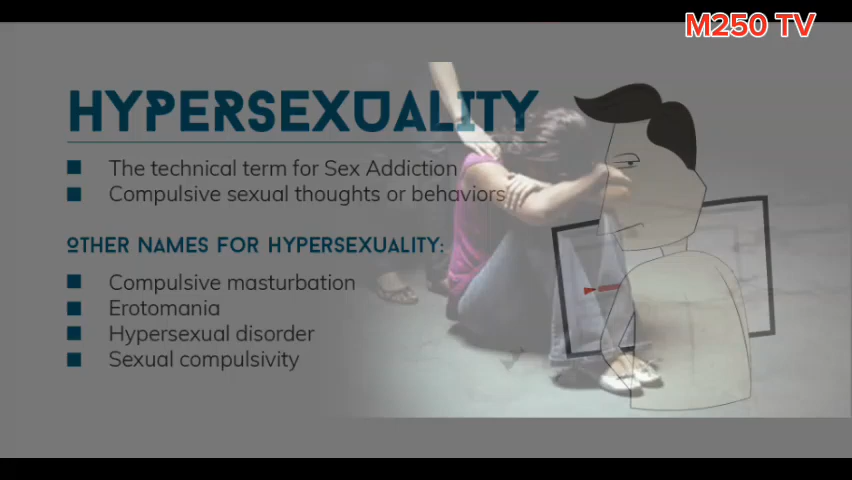 M250 TV
HYPERSEXUALITY
The technical term for Sex Addiction
Compulsive sexual thoughts or behaviors
OTHER NAMES FOR HYPERSEXUALITY:
Compulsive masturbation
Erotomania
Hypersexual disorder
Sexual compulsivity